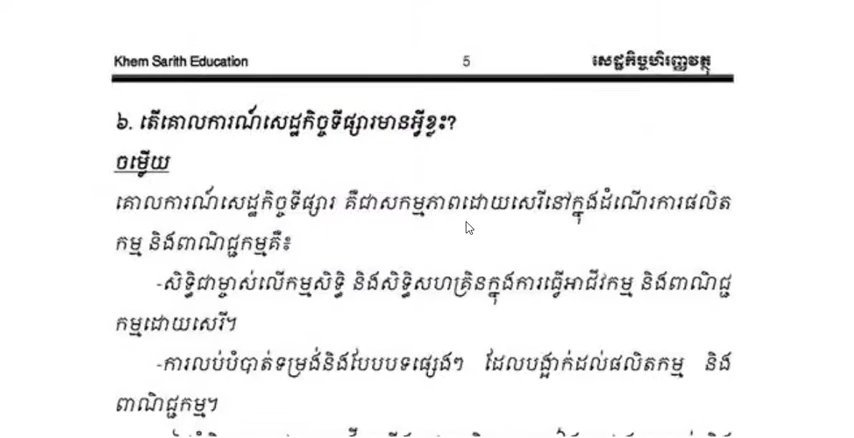 Khem Sarith Education 5 សេដ្ឋកិច្ចហិរញ្ញវត្ថុ
៦. តើគោលការណ៍សេដ្ឋកិច្ចទីផ្សារមានអ្វីខ្លះ?
ចម្លើយ
គោលការណ៍សេដ្ឋកិច្ចទីផ្សារ គឺជាសកម្មភាពដោយសេរីនៅក្នុងដំណើរការផលិត
កម្ម និងពាណិជ្ជកម្មគឺ៖
-សិទ្ធិជាម្ចាស់លើកម្មសិទ្ធិ និងសិទ្ធិសហគ្រិនក្នុងការធ្វើអាជីវកម្ម និងពាណិជ្ជ
កម្មដោយសេរី។
-ការលប់បំបាត់ទម្រង់និងបែបបទផ្សេងៗ ដែលបង្អាក់ដល់ផលិតកម្ម និង
ពាណិជ្ជកម្ម។